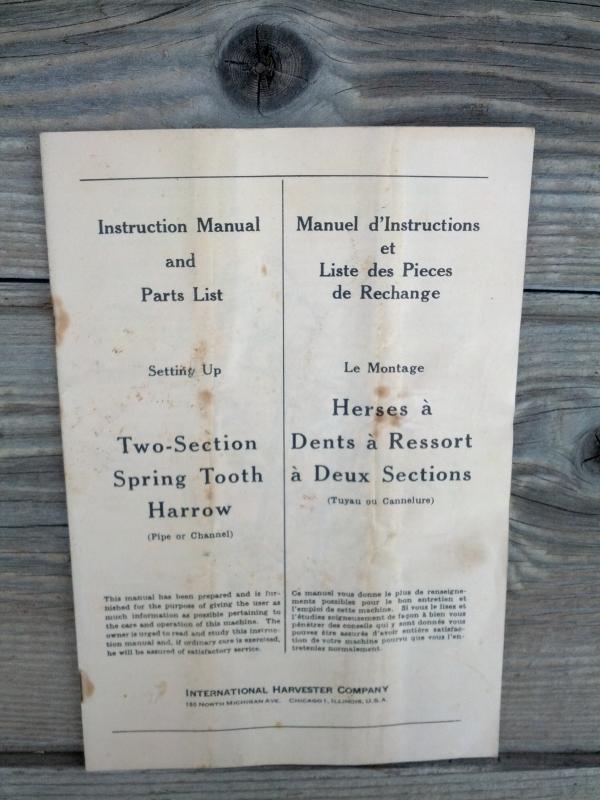 Instruction Manual
and
Parts List
Setting Up
Two-Section
Spring Tooth
Harrow
(Pipe or Channel)
This manual has been prepared and is fur-
nished for the purpose of giving the user as
much information as possible pertaining to
the care and operation of this machine. The
owner is urged to read and study this instruc-
tion manual and, if ordinary care is exercised,
he will be assured of satisfactory service.
Manuel d'Instructions
et
Liste des Pieces
de Rechange
Le Montage
Herses à
Dents à Ressort
à Deux Sections
(Tuyau ou Cannelure)
Ce manuel vous donne le plus de renseigne-
ments possibles pour le bon entretien et
l'emploi de cette machine. Si vous le lisez et
l'étudiez soigneusement de façon à bien vous
pénétrer des conseils qui y sont donnés vous
pouvez être assurés d'avoir entière satisfac-
tion de votre machine pourvu que vous l'en-
treteniez normalement.
INTERNATIONAL HARVESTER COMPANY
180 NORTH MICHIGAN AVE. CHICAGO 1, ILLINOIS, U.S.A.